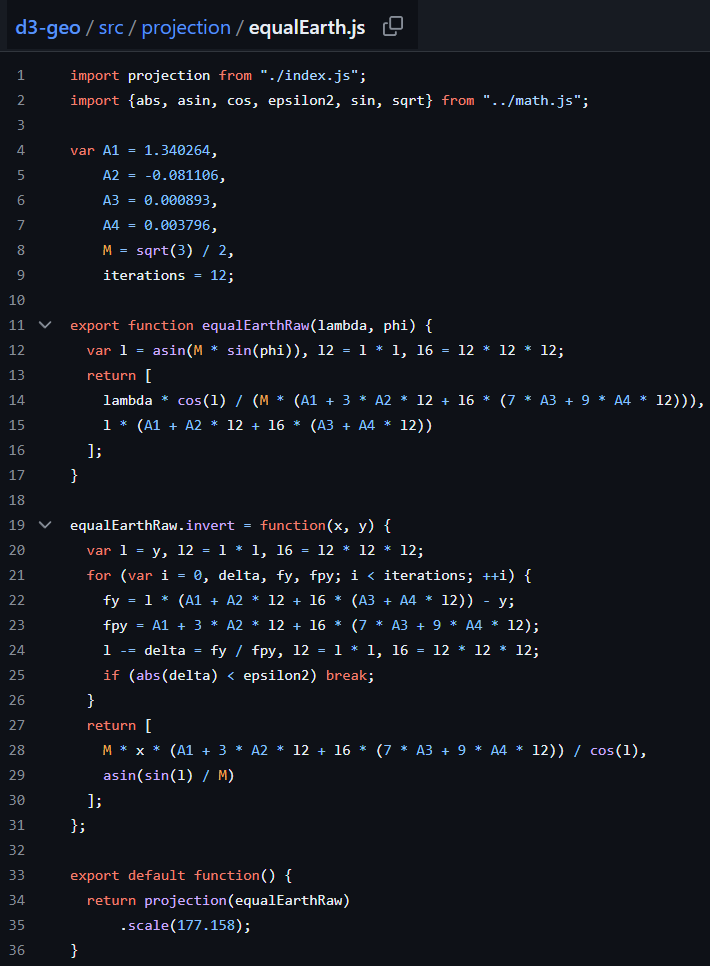 d3-geo / src / projection / equalEarth.js
1 import projection from "./index.js";
2 import {abs, asin, cos, epsilon2, sin, sqrt} from "../math.js";
3
4 var A1 = 1.340264,
5     A2 = -0.081106,
6     A3 = 0.000893,
7     A4 = 0.003796,
8     M = sqrt(3) / 2,
9     iterations = 12;
10
11 export function equalEarthRaw(lambda, phi) {
12   var l = asin(M * sin(phi)), l2 = l * l, l6 = l2 * l2 * l2;
13   return [
14     lambda * cos(l) / (M * (A1 + 3 * A2 * l2 + l6 * (7 * A3 + 9 * A4 * l2))),
15     l * (A1 + A2 * l2 + l6 * (A3 + A4 * l2))
16   ];
17 }
18
19 equalEarthRaw.invert = function(x, y) {
20   var l = y, l2 = l * l, l6 = l2 * l2 * l2;
21   for (var i = 0, delta, fy, fpy; i < iterations; ++i) {
22     fy = l * (A1 + A2 * l2 + l6 * (A3 + A4 * l2)) - y;
23     fpy = A1 + 3 * A2 * l2 + l6 * (7 * A3 + 9 * A4 * l2);
24     l -= delta = fy / fpy, l2 = l * l, l6 = l2 * l2 * l2;
25     if (abs(delta) < epsilon2) break;
26   }
27   return [
28     M * x * (A1 + 3 * A2 * l2 + l6 * (7 * A3 + 9 * A4 * l2)) / cos(l),
29     asin(sin(l) / M)
30   ];
31 };
32
33 export default function() {
34   return projection(equalEarthRaw)
35       .scale(177.158);
36 }